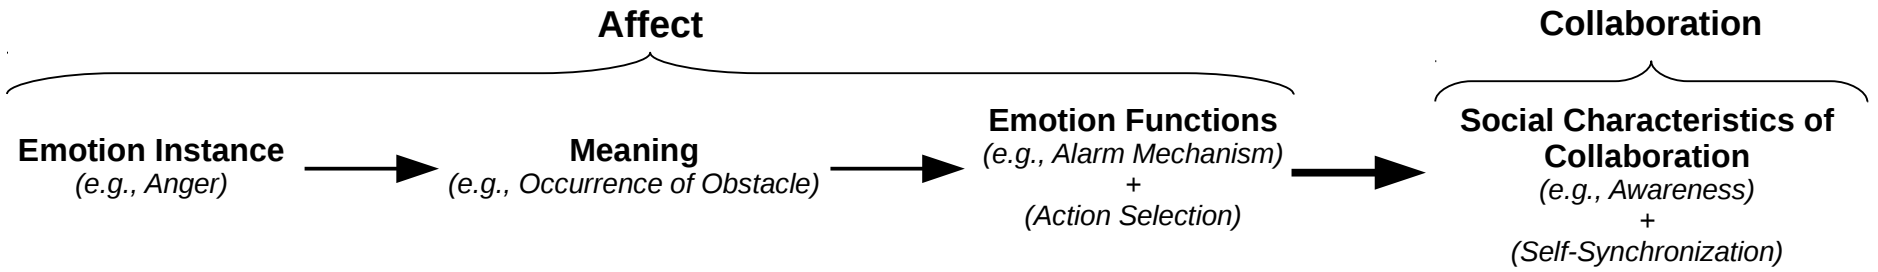 Affect
Collaboration
Emotion Instance
(e.g., Anger)
Meaning
(e.g., Occurrence of Obstacle)
Emotion Functions
(e.g., Alarm Mechanism)
+
(Action Selection)
Social Characteristics of
Collaboration
(e.g., Awareness)
+
(Self-Synchronization)